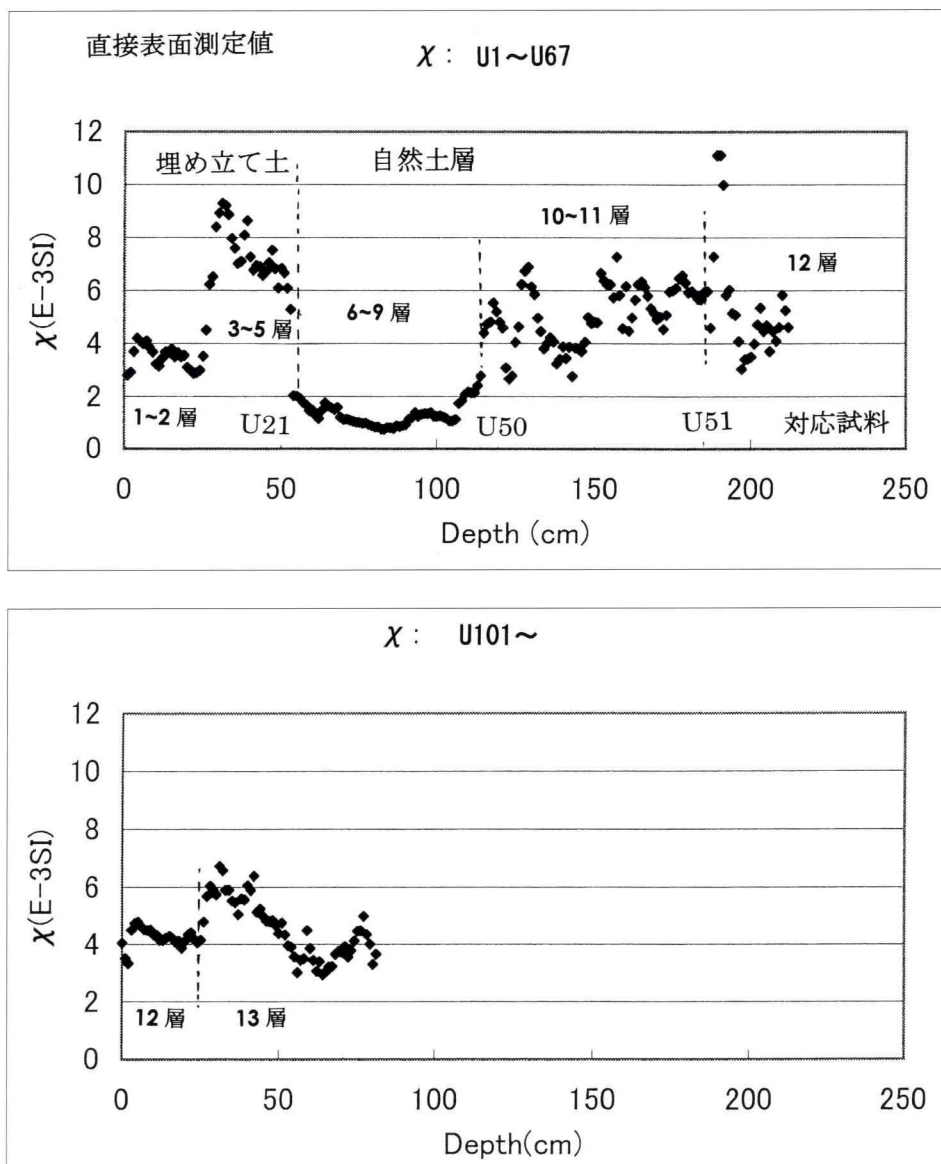 直接表面測定値
χ： U1～U67
χ(E-3SI)
12
10
8
6
4
2
0
埋め立て土
自然土層
10~11 層
12 層
3~5 層
6~9 層
1~2 層
U21
U50
U51
対応試料
0 50 100 150 200 250
Depth (cm)
χ： U101～
χ(E-3SI)
12
10
8
6
4
2
0
12 層
13 層
0 50 100 150 200 250
Depth(cm)